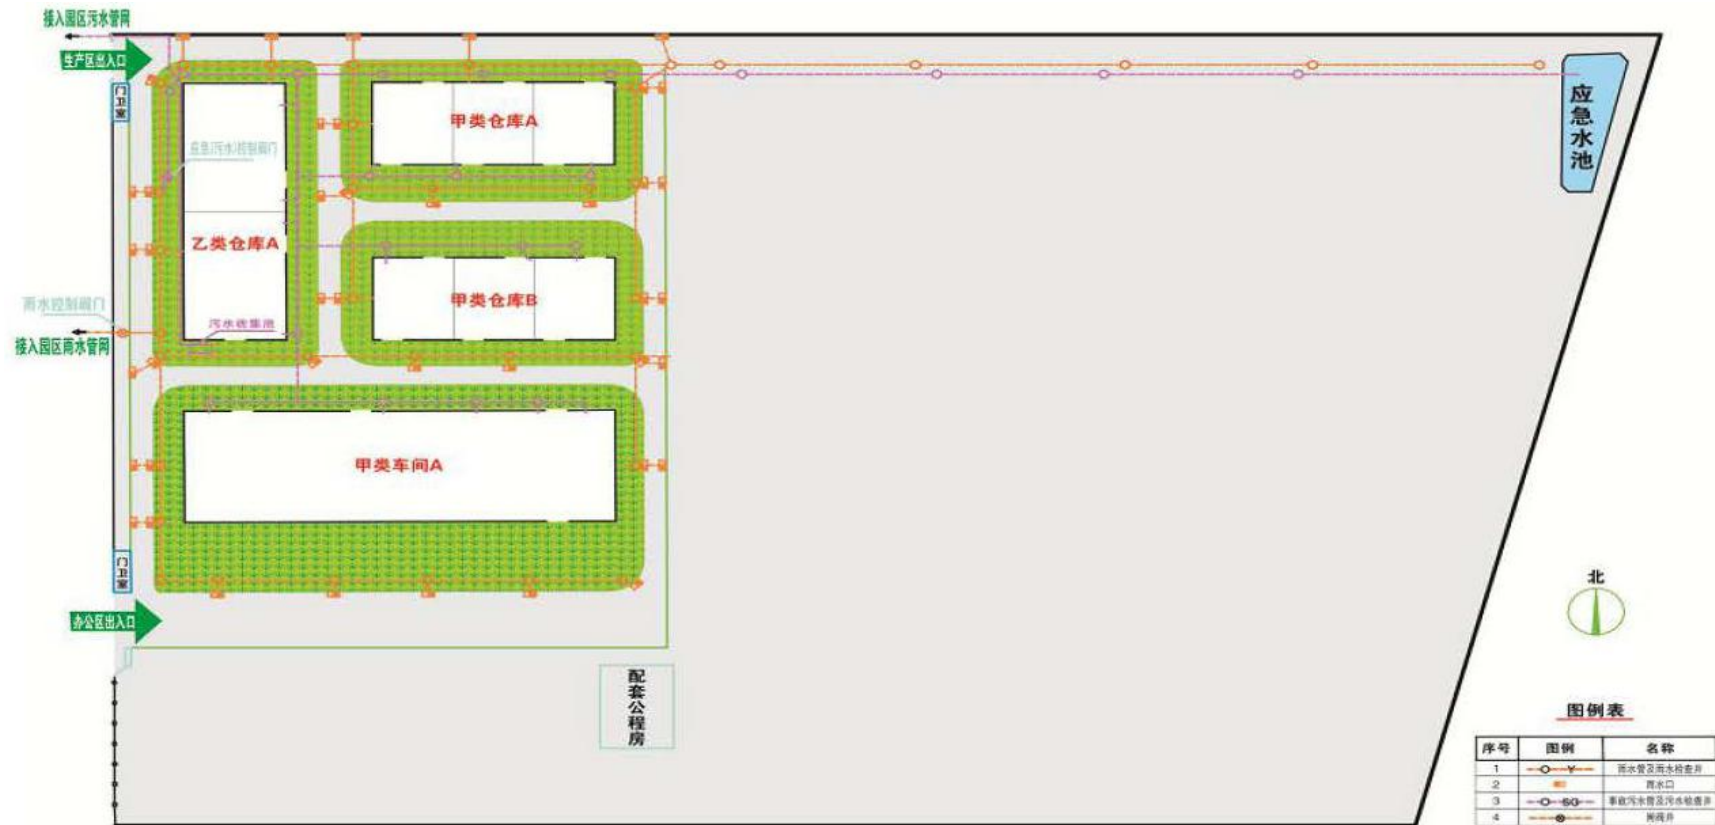 接入园区污水管网
生产区出入口
门卫室
应急(污水)控制阀门
甲类仓库A
应急水池
乙类仓库A
甲类仓库B
雨水控制阀门
污水收集池
接入园区雨水管网
甲类车间A
门卫室
办公区出入口
配套公程房
北
图例表
序号 图例 名称
1 Y 雨水管及雨水检查井
2 雨水口
3 SG 事故污水管及污水检查井
4 闸阀井